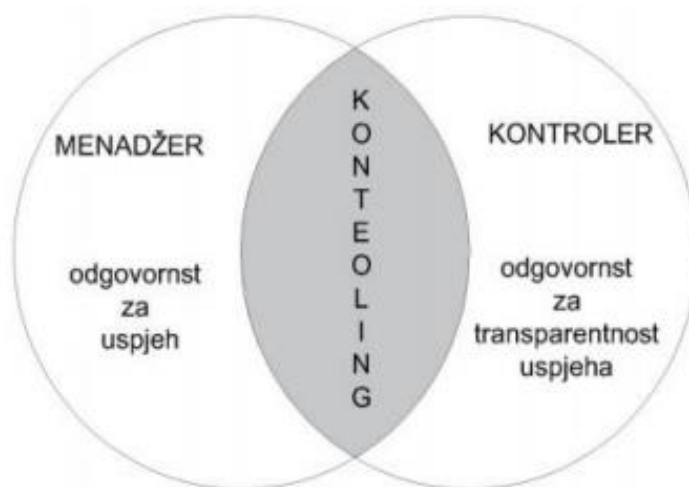 MENADŽER
odgovornst
za
uspjeh
K
O
N
T
E
O
L
I
N
G
KONTROLER
odgovornst
za
transparentnost
uspjeha